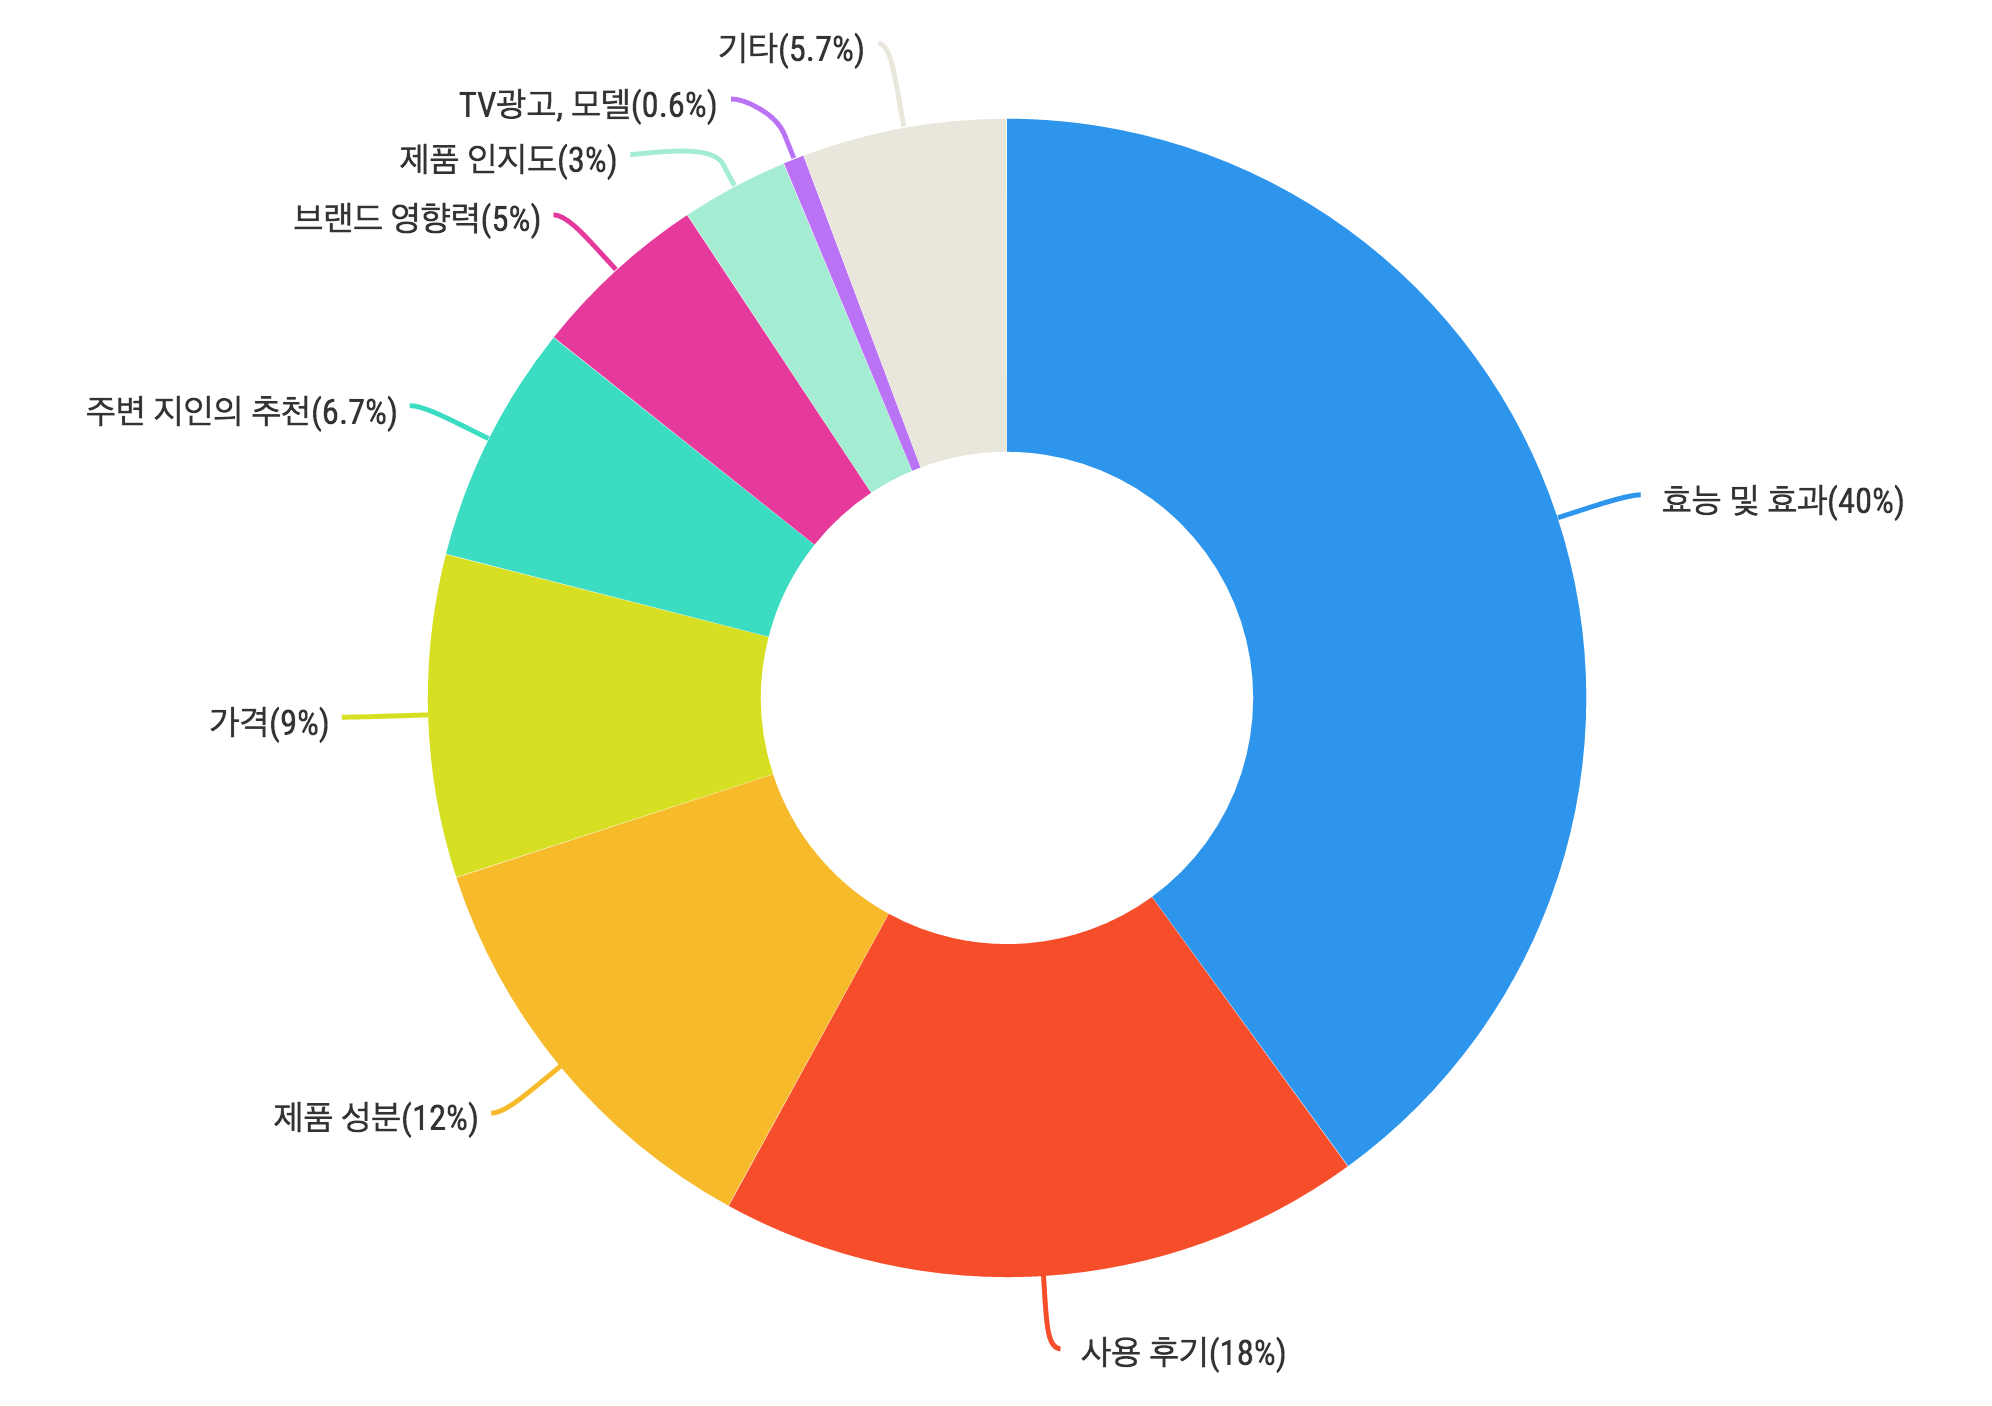 기타(5.7%)
TV광고, 모델(0.6%)
제품 인지도(3%)
브랜드 영향력(5%)
주변 지인의 추천(6.7%)
효능 및 효과(40%)
가격(9%)
제품 성분(12%)
사용 후기(18%)